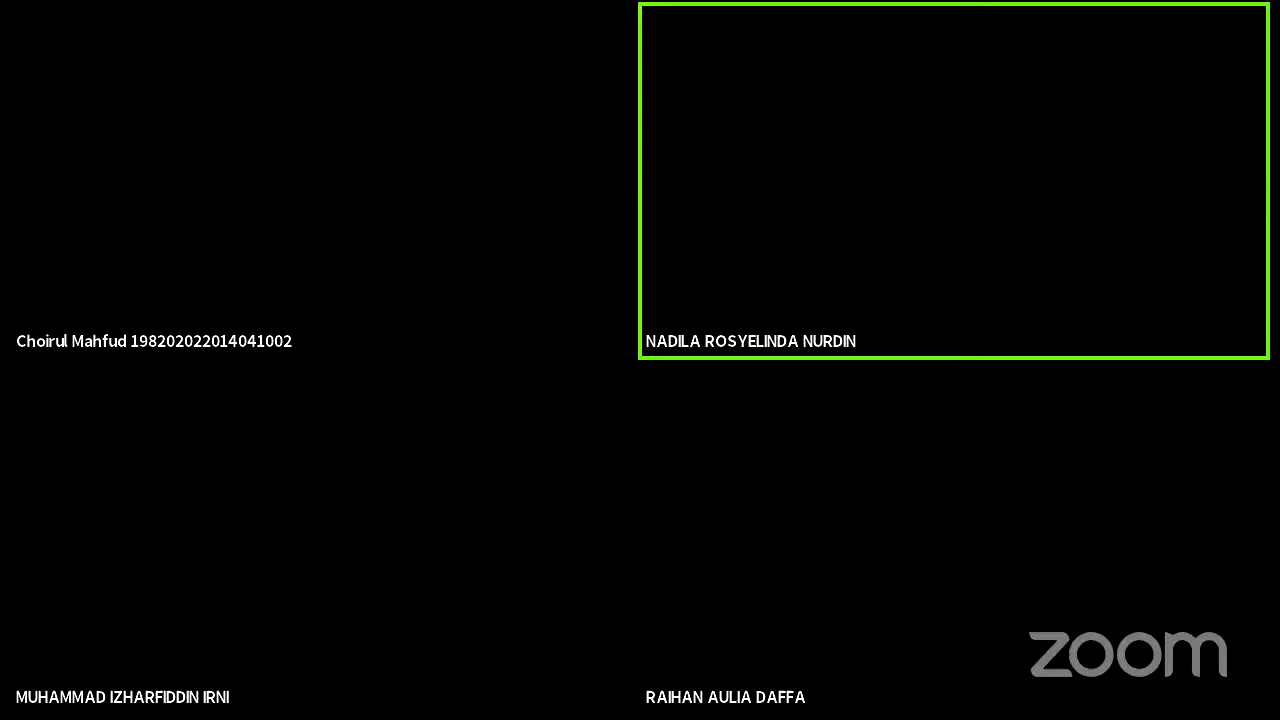 Choirul Mahfud 198202022014041002
NADILA ROSYELINDA NURDIN
MUHAMMAD IZHARFIDDIN IRNI
RAIHAN AULIA DAFFA
zoom